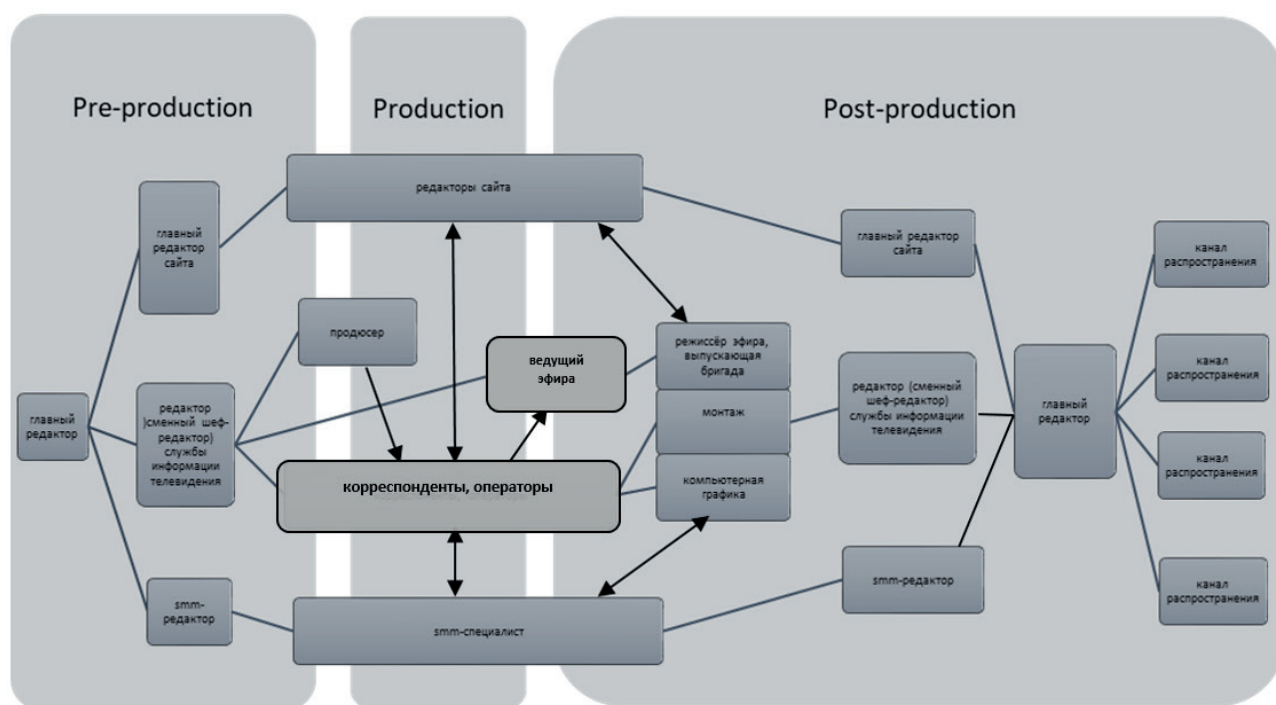 Pre-production
Production
Post-production
редакторы сайта
главный
редактор
сайта
главный редактор
сайта
канал
распространения
продюсер
режиссёр эфира,
выпускающая
бригада
ведущий
эфира
канал
распространения
главный
редактор
редактор
)сменный шеф-
редактор)
службы
информации
телевидения
монтаж
редактор (сменный
шеф-редактор)
службы информации
телевидения
главный
редактор
корреспонденты, операторы
компьютерная
графика
канал
распространения
smm-
редактор
smm-специалист
smm-редактор
канал
распространения